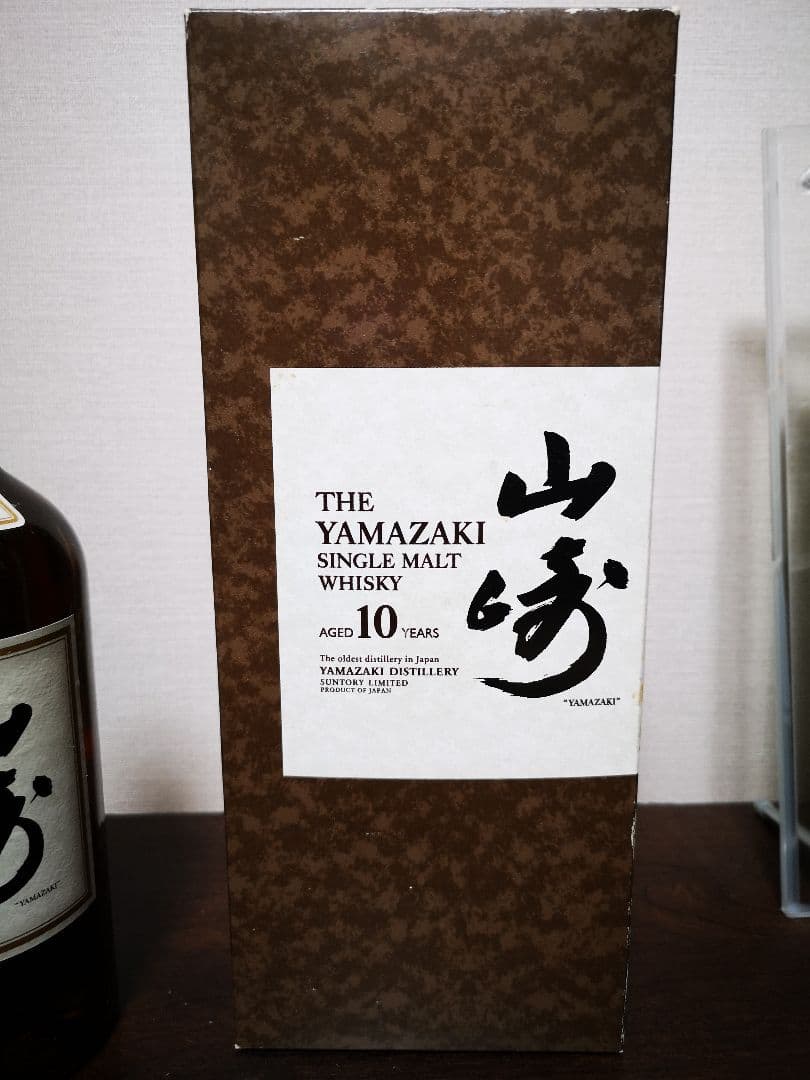 THE
YAMAZAKI
SINGLE MALT
WHISKY
AGED 10 YEARS
The oldest distillery in Japan
YAMAZAKI DISTILLERY
SUNTORY LIMITED
PRODUCT OF JAPAN
山崎
"YAMAZAKI"
"YAMAZAKI"